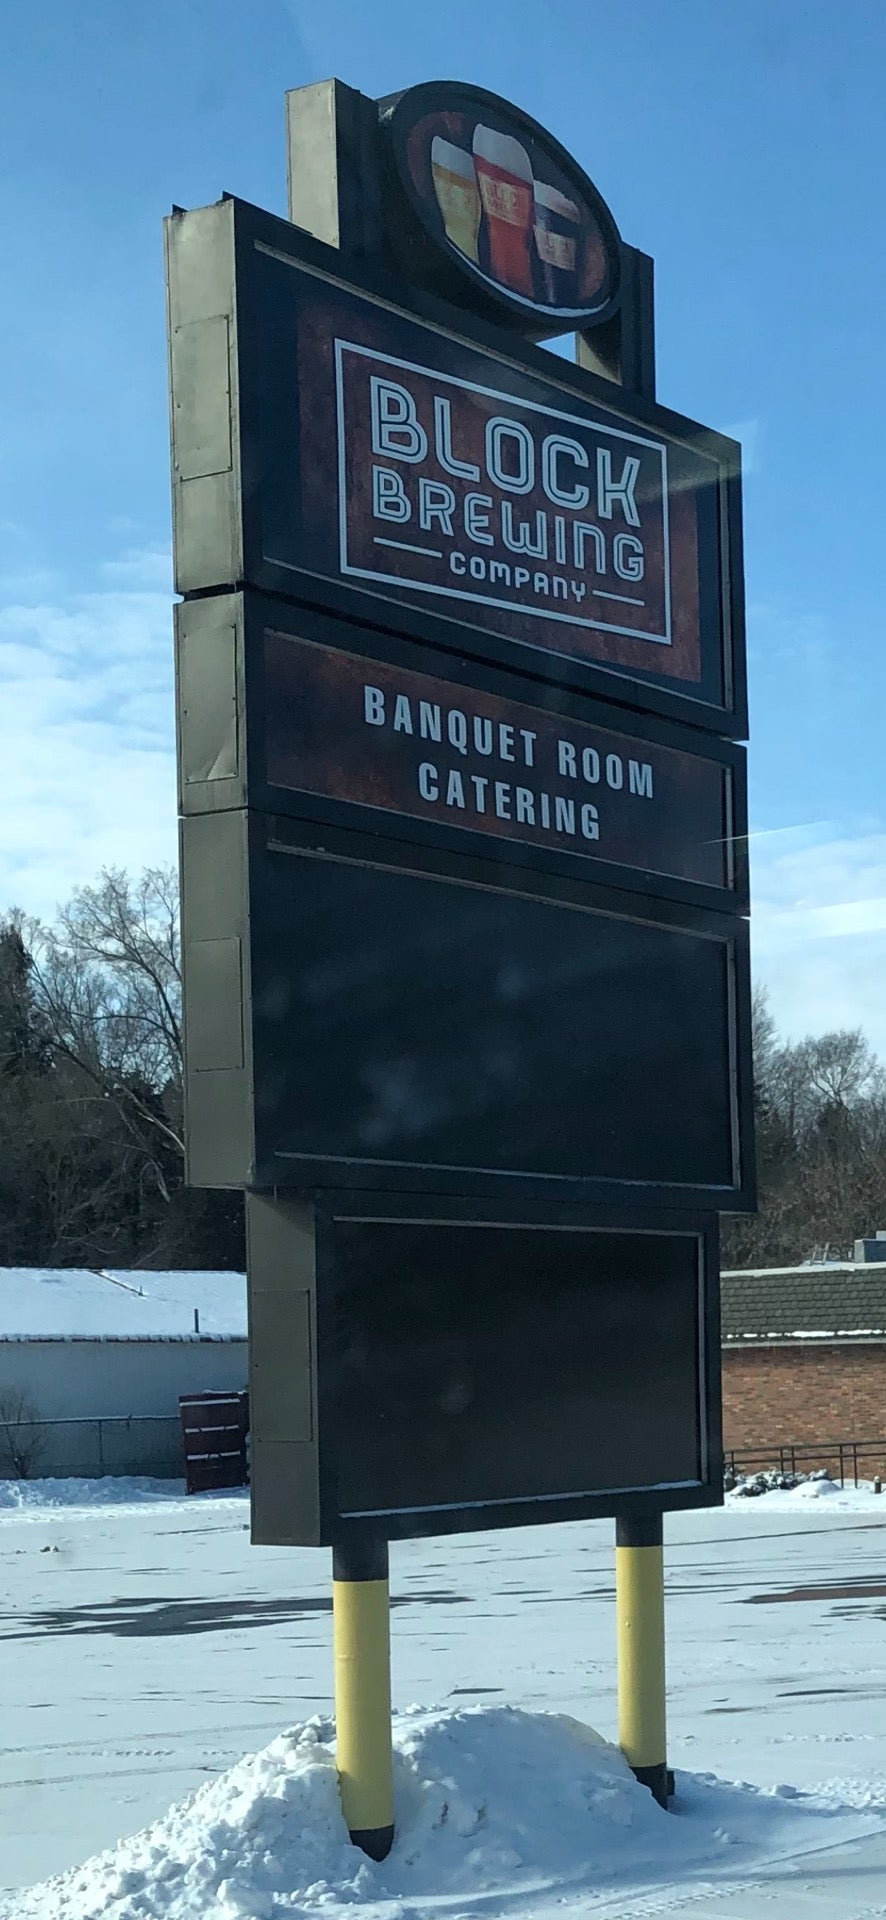 BLOCK
BREWING
COMPANY
BANQUET ROOM
CATERING